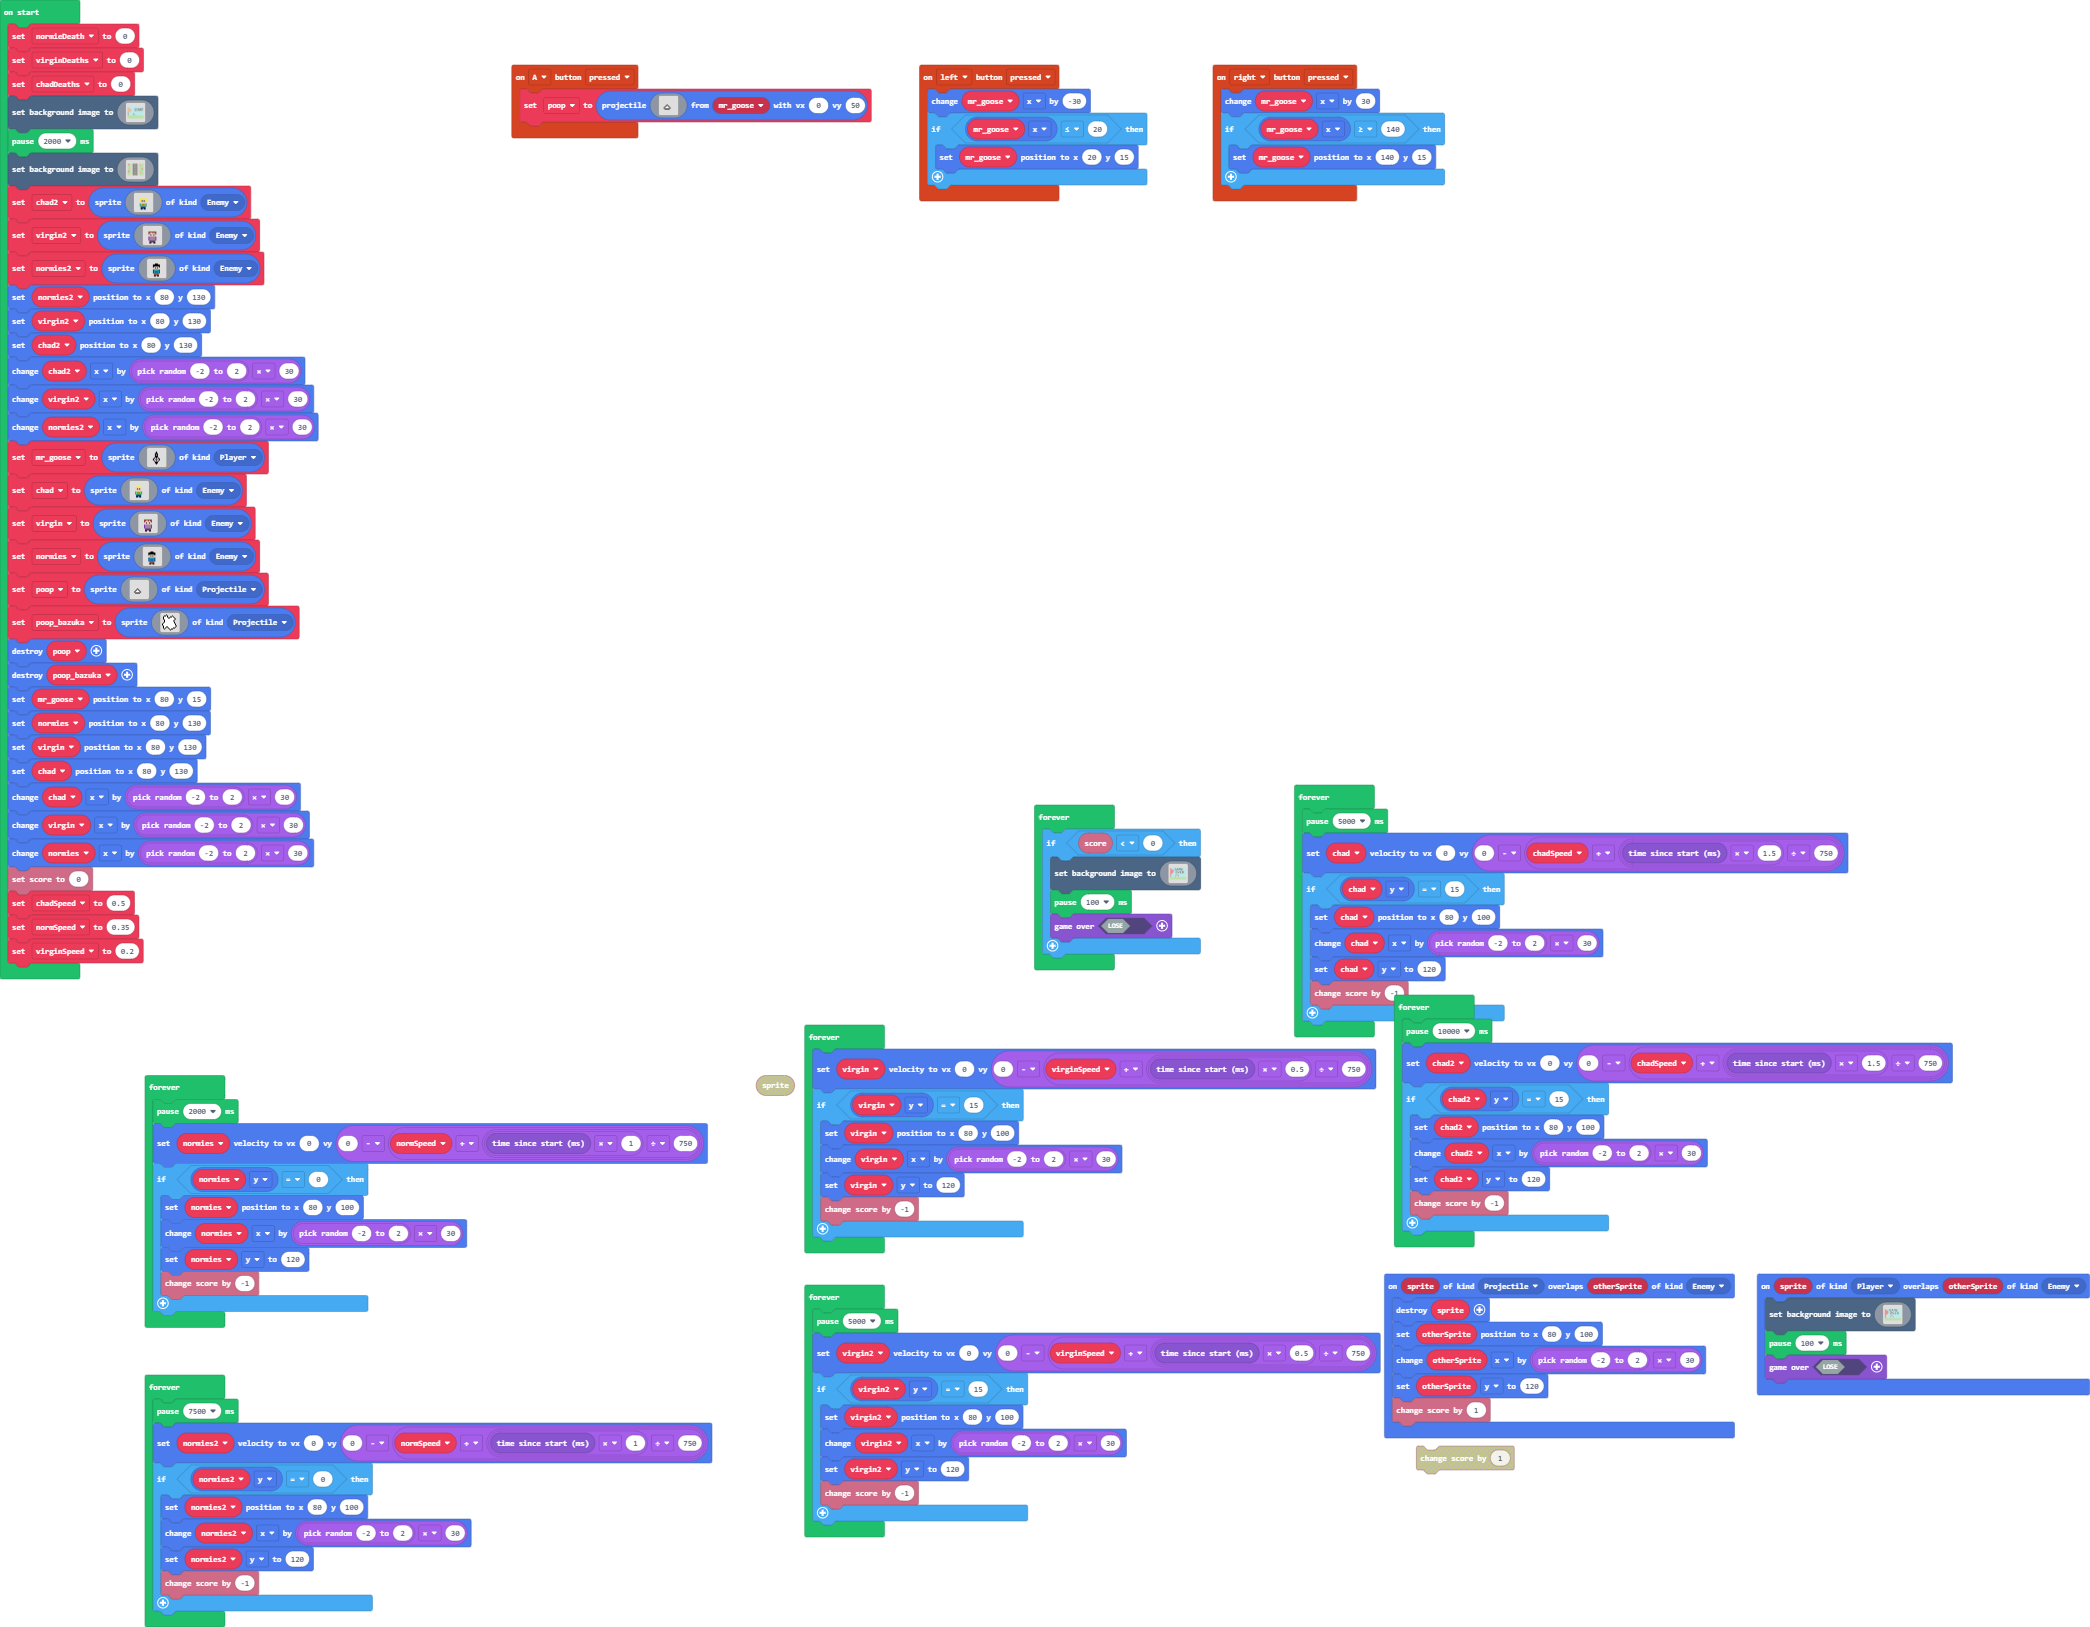 on start
set normieDeath to 0
set virginDeaths to 0
set chadDeaths to 0
set background image to
pause 2000 ms
set background image to
set chad2 to sprite of kind Enemy
set virgin2 to sprite of kind Enemy
set normies2 to sprite of kind Enemy
set normies2 position to x 80 y 130
set virgin2 position to x 80 y 130
set chad2 position to x 80 y 130
change chad2 x by pick random -2 to 2 × 30
change virgin2 x by pick random -2 to 2 × 30
change normies2 x by pick random -2 to 2 × 30
set mr_goose to sprite of kind Player
set chad to sprite of kind Enemy
set virgin to sprite of kind Enemy
set normies to sprite of kind Enemy
set poop to sprite of kind Projectile
set poop_bazuka to sprite of kind Projectile
destroy poop
destroy poop_bazuka
set mr_goose position to x 80 y 15
set normies position to x 80 y 130
set virgin position to x 80 y 130
set chad position to x 80 y 130
change chad x by pick random -2 to 2 × 30
change virgin x by pick random -2 to 2 × 30
change normies x by pick random -2 to 2 × 30
set score to 0
set chadSpeed to 0.5
set normSpeed to 0.35
set virginSpeed to 0.2
on A button pressed
set poop to projectile from mr_goose with vx 0 vy 50
on left button pressed
change mr_goose x by -30
if mr_goose x ≤ 20 then
set mr_goose position to x 20 y 15
on right button pressed
change mr_goose x by 30
if mr_goose x ≥ 140 then
set mr_goose position to x 140 y 15
forever
if score < 0 then
set background image to
pause 100 ms
game over LOSE
forever
pause 5000 ms
set chad velocity to vx 0 vy 0 - chadSpeed + time since start (ms) × 1.5 ÷ 750
if chad y = 15 then
set chad position to x 80 y 100
change chad x by pick random -2 to 2 × 30
set chad y to 120
change score by -1
forever
pause 10000 ms
set chad2 velocity to vx 0 vy 0 - chadSpeed + time since start (ms) × 1.5 ÷ 750
if chad2 y = 15 then
set chad2 position to x 80 y 100
change chad2 x by pick random -2 to 2 × 30
set chad2 y to 120
change score by -1
forever
pause 2000 ms
set normies velocity to vx 0 vy 0 - normSpeed + time since start (ms) × 1 ÷ 750
if normies y = 0 then
set normies position to x 80 y 100
change normies x by pick random -2 to 2 × 30
set normies y to 120
change score by -1
sprite
forever
set virgin velocity to vx 0 vy 0 - virginSpeed + time since start (ms) × 0.5 ÷ 750
if virgin y = 15 then
set virgin position to x 80 y 100
change virgin x by pick random -2 to 2 × 30
set virgin y to 120
change score by -1
forever
pause 7500 ms
set normies2 velocity to vx 0 vy 0 - normSpeed + time since start (ms) × 1 ÷ 750
if normies2 y = 0 then
set normies2 position to x 80 y 100
change normies2 x by pick random -2 to 2 × 30
set normies2 y to 120
change score by -1
forever
pause 5000 ms
set virgin2 velocity to vx 0 vy 0 - virginSpeed + time since start (ms) × 0.5 ÷ 750
if virgin2 y = 15 then
set virgin2 position to x 80 y 100
change virgin2 x by pick random -2 to 2 × 30
set virgin2 y to 120
change score by -1
on sprite of kind Projectile overlaps otherSprite of kind Enemy
destroy sprite
set otherSprite position to x 80 y 100
change otherSprite x by pick random -2 to 2 × 30
set otherSprite y to 120
change score by 1
change score by 1
on sprite of kind Player overlaps otherSprite of kind Enemy
set background image to
pause 100 ms
game over LOSE